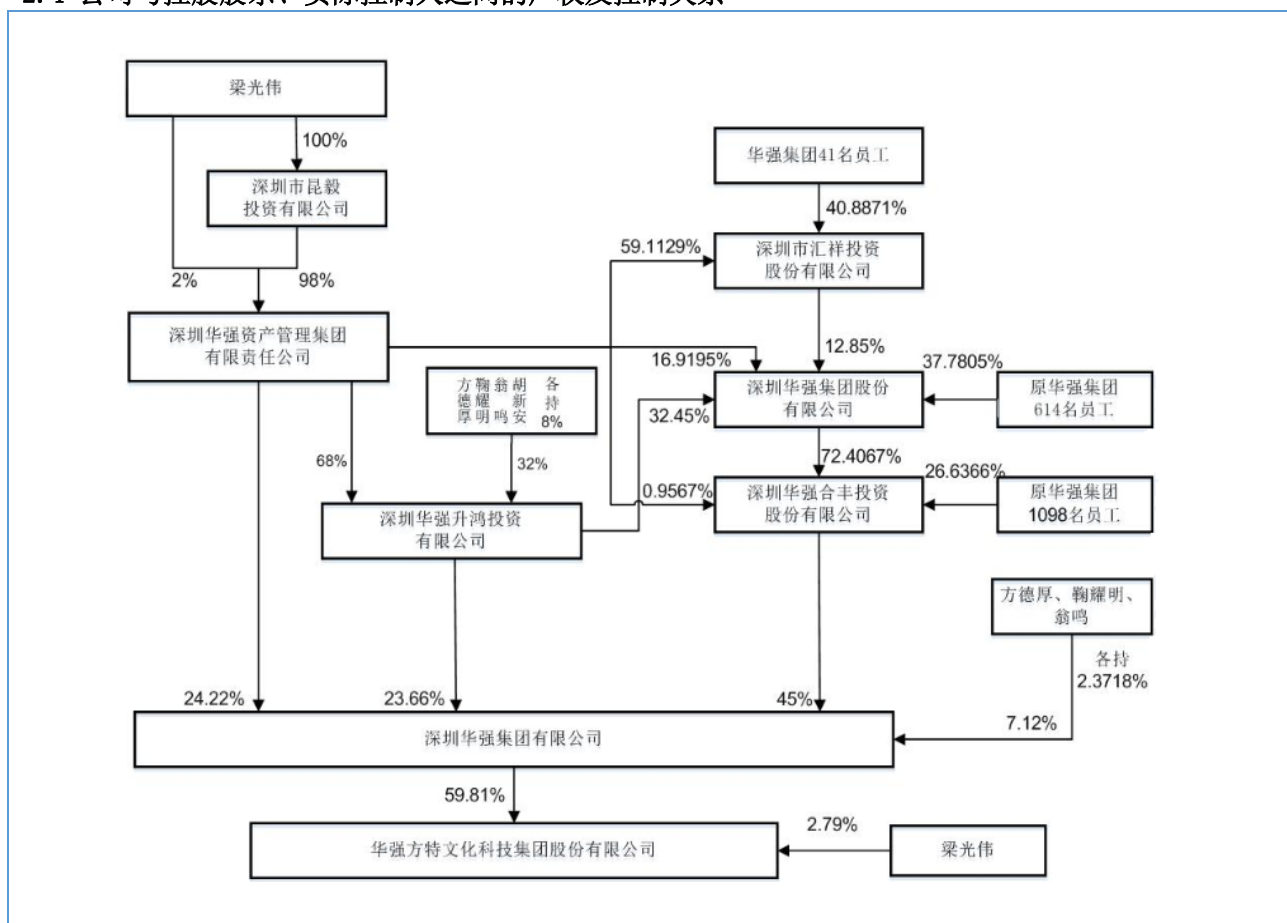 梁光伟
100%
深圳市昆毅
投资有限公司
2%
98%
深圳华强资产管理集团
有限责任公司
华强集团41名员工
40.8871%
59.1129%
深圳市汇祥投资
股份有限公司
12.85%
16.9195%
37.7805%
深圳华强集团股份
有限公司
原华强集团
614名员工
方德厚
鞠耀明
翁鸣
胡新安
各持
8%
32.45%
68%
32%
72.4067%
26.6366%
0.9567%
深圳华强合丰投资
股份有限公司
原华强集团
1098名员工
深圳华强升鸿投资
有限公司
方德厚、鞠耀明、
翁鸣
各持
2.3718%
24.22%
23.66%
45%
7.12%
深圳华强集团有限公司
59.81%
2.79%
华强方特文化科技集团股份有限公司
梁光伟